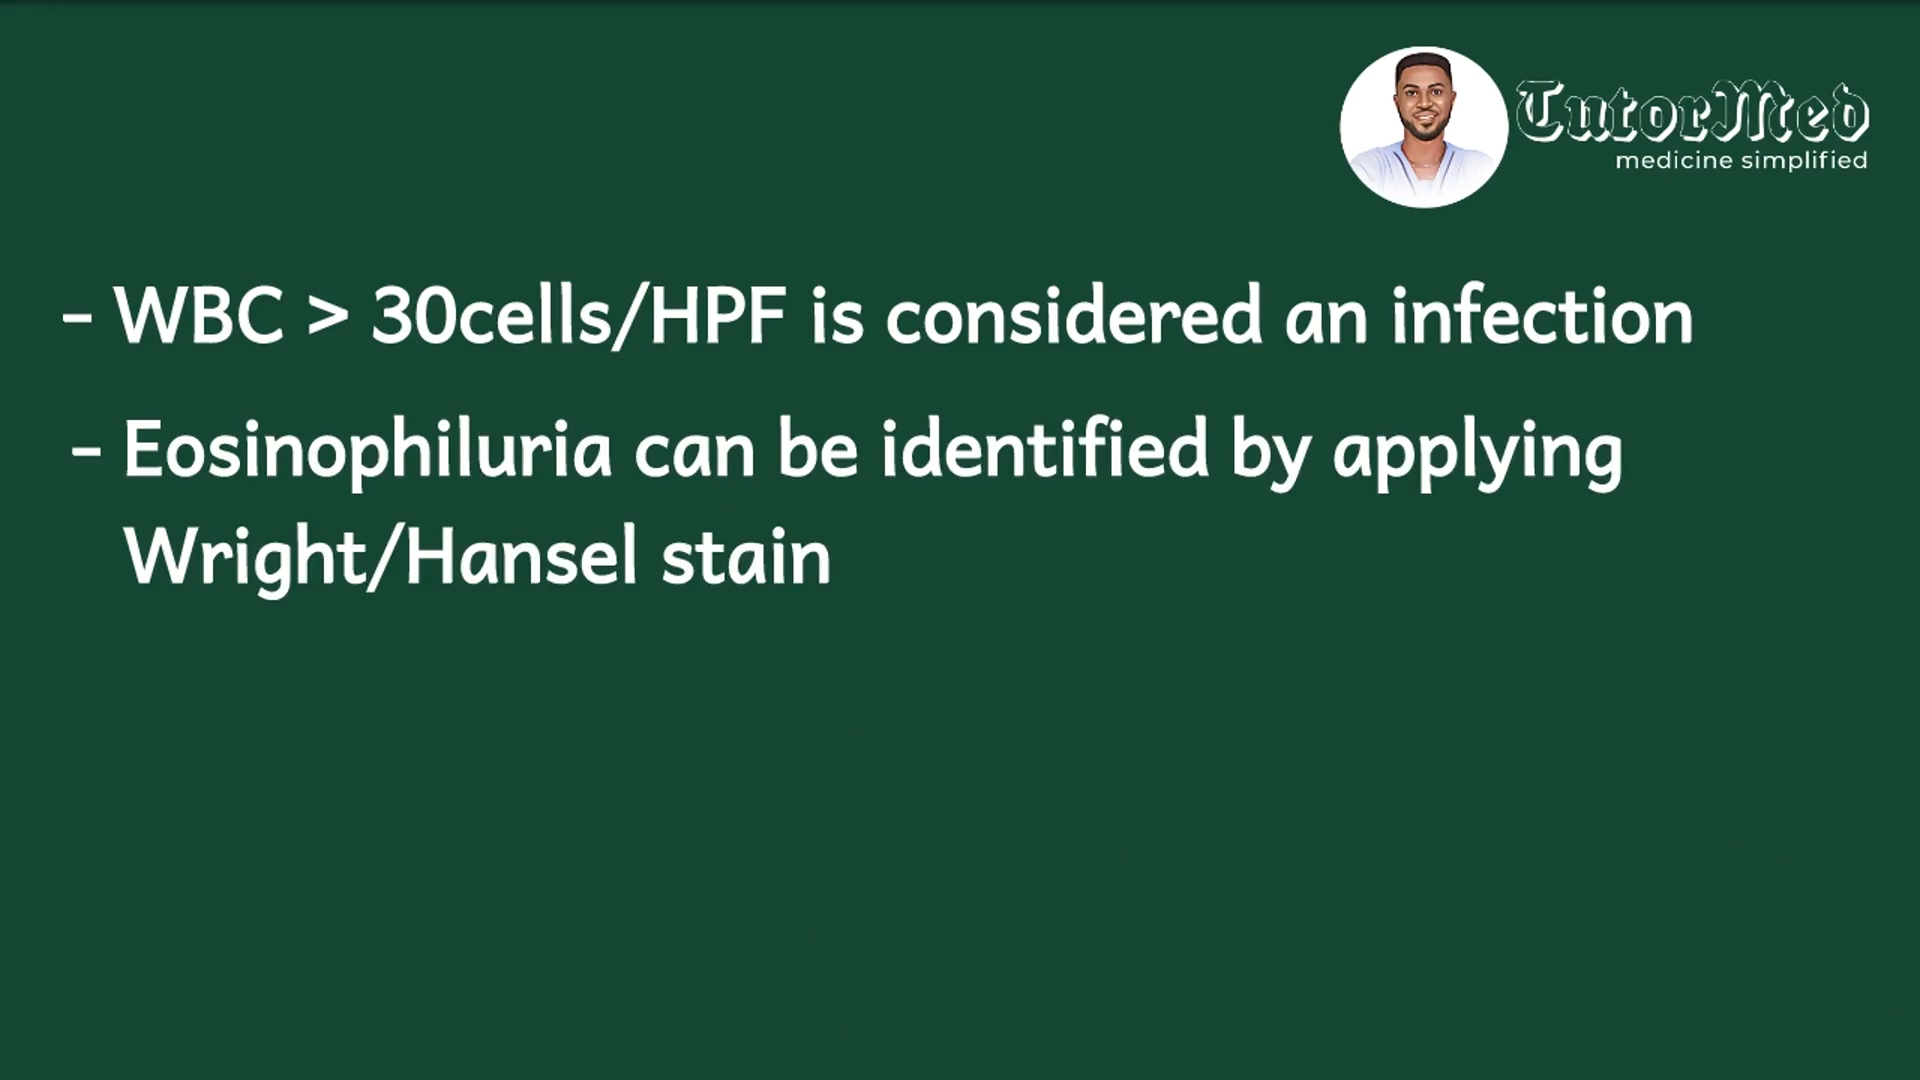 TutorMed
medicine simplified
- WBC > 30cells/HPF is considered an infection
- Eosinophiluria can be identified by applying
Wright/Hansel stain